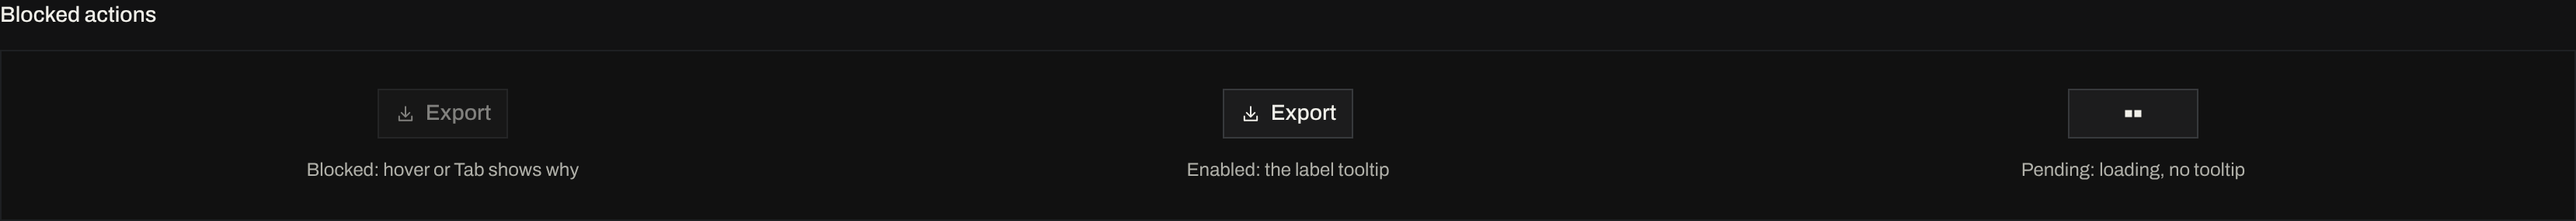 Blocked actions
Export
Export
Blocked: hover or Tab shows why
Enabled: the label tooltip
Pending: loading, no tooltip